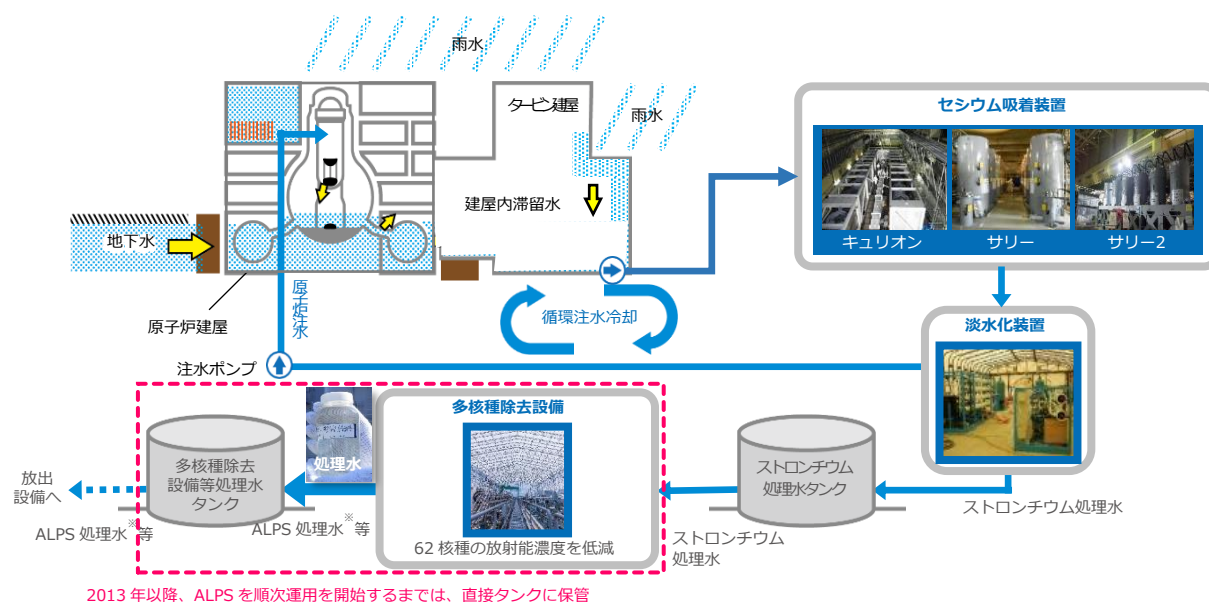 雨水
タービン建屋
雨水
セシウム吸着装置
建屋内滞留水
地下水
キュリオン
サリー
サリー2
原子炉建屋
原子炉注水
循環注水冷却
淡水化装置
注水ポンプ
多核種除去設備
処理水
多核種除去
設備等処理水
タンク
ストロンチウム
処理水タンク
放出
設備へ
ALPS 処理水※等
ALPS 処理水※等
62 核種の放射能濃度を低減
ストロンチウム
処理水
ストロンチウム処理水
2013 年以降、ALPS を順次運用を開始するまでは、直接タンクに保管